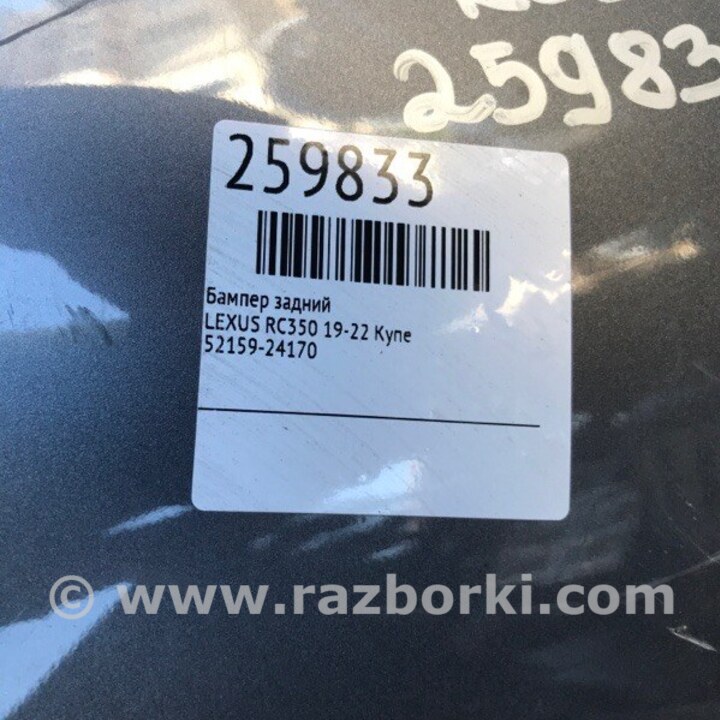 25983
259833
Бампер задний
LEXUS RC350 19-22 Купе
52159-24170
© www.razborki.com